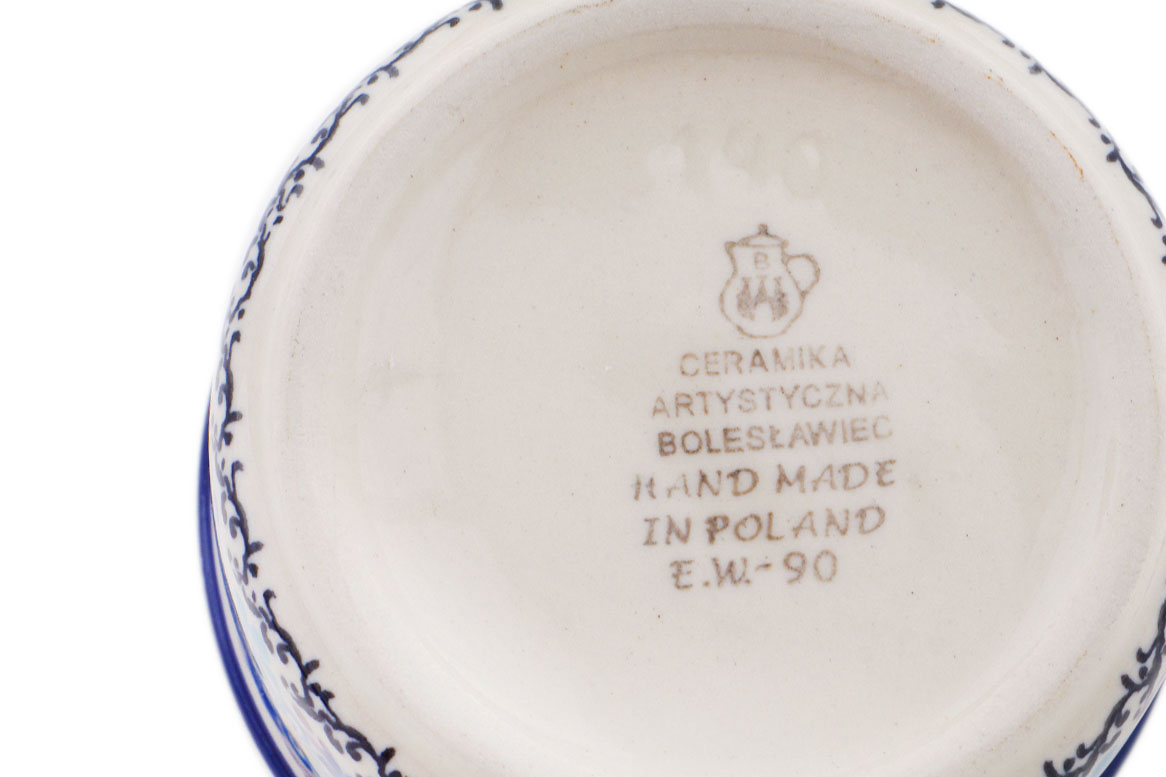 B
CERAMIKA
ARTYSTYCZNA
BOLESŁAWIEC
HAND MADE
IN POLAND
E.W.-90